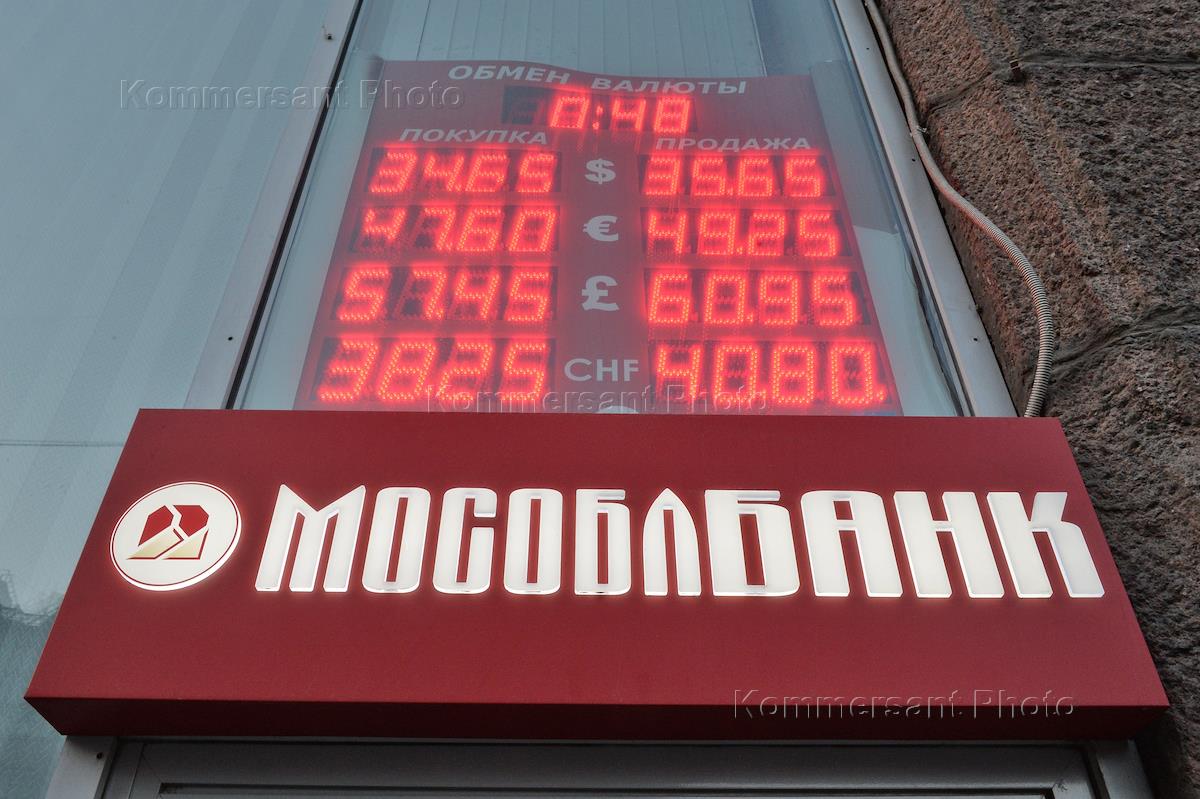 ОБМЕН ВАЛЮТЫ
Kommersant Photo
0:48
ПОКУПКА ПРОДАЖА
34.65 $ 35.65
47.60 € 49.25
57.45 £ 60.95
38.25 CHF 40.80
Kommersant Photo
МОСОБЛБАНК
Kommersant Photo